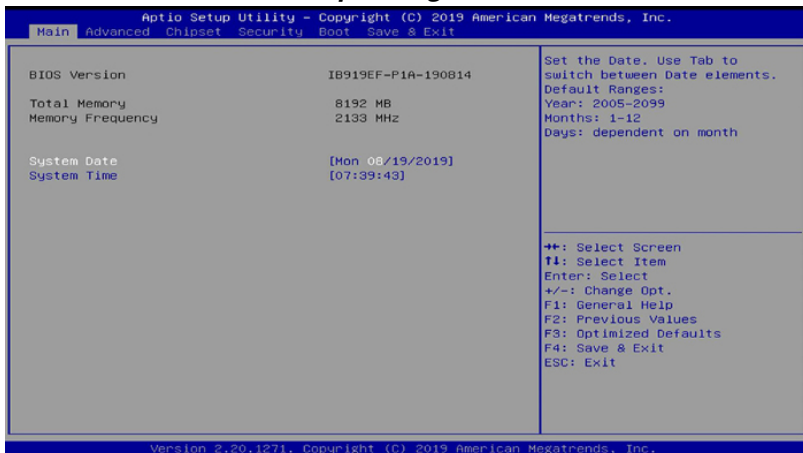 Aptio Setup Utility – Copyright (C) 2019 American Megatrends, Inc.
Main Advanced Chipset Security Boot Save & Exit
BIOS Version IB919EF-P1A-190814
Total Memory 8192 MB
Memory Frequency 2133 MHz
System Date [Mon 08/19/2019]
System Time [07:39:43]
Set the Date. Use Tab to
switch between Date elements.
Default Ranges:
Year: 2005-2099
Months: 1-12
Days: dependent on month
→←: Select Screen
↑↓: Select Item
Enter: Select
+/-: Change Opt.
F1: General Help
F2: Previous Values
F3: Optimized Defaults
F4: Save & Exit
ESC: Exit
Version 2.20.1271. Copyright (C) 2019 American Megatrends, Inc.